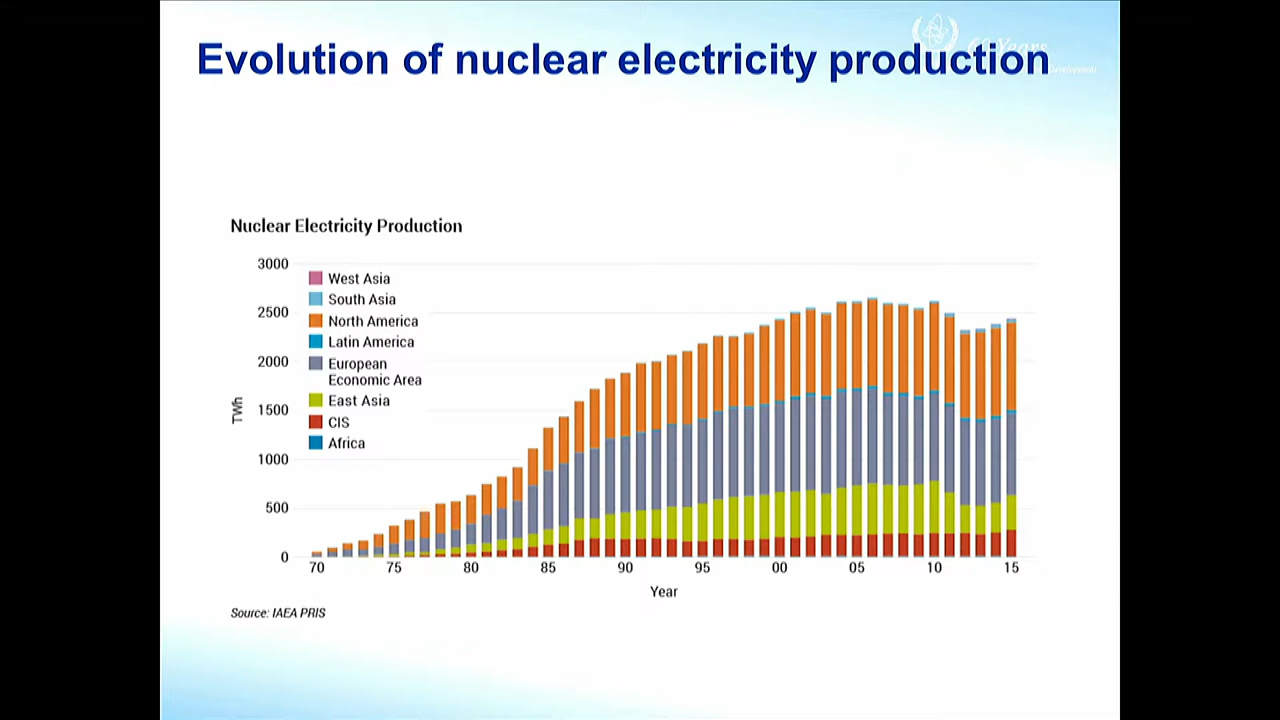 Evolution of nuclear electricity production
Years
Development
Nuclear Electricity Production
3000
2500
2000
1500
1000
500
0
TWh
West Asia
South Asia
North America
Latin America
European
Economic Area
East Asia
CIS
Africa
70 75 80 85 90 95 00 05 10 15
Year
Source: IAEA PRIS